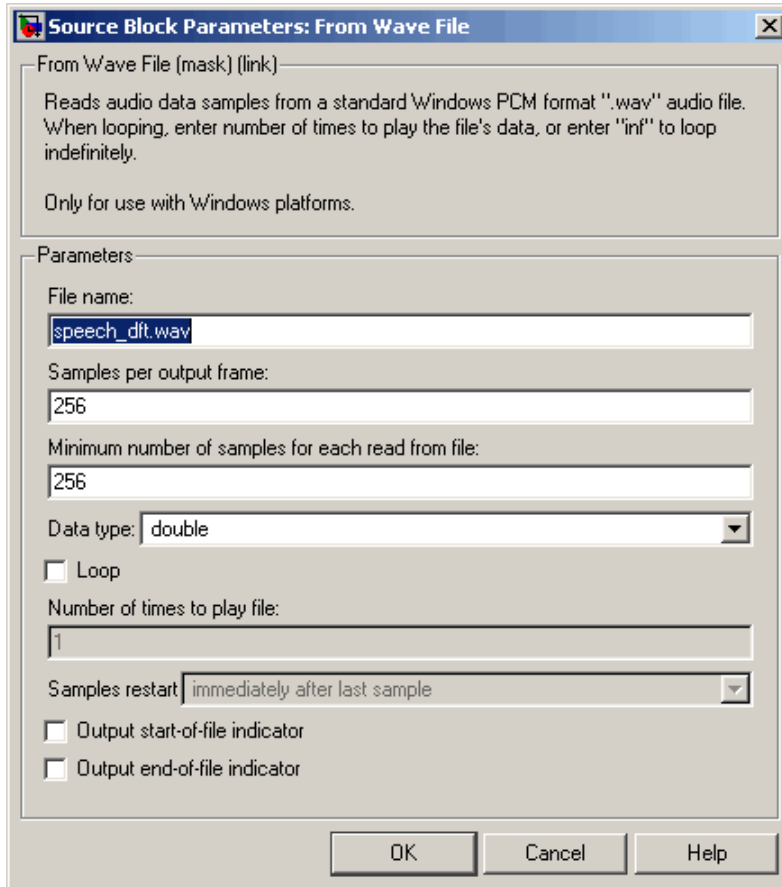 Source Block Parameters: From Wave File
From Wave File (mask) (link)
Reads audio data samples from a standard Windows PCM format ".wav" audio file.
When looping, enter number of times to play the file's data, or enter "inf" to loop
indefinitely.
Only for use with Windows platforms.
Parameters
File name:
speech_dft.wav
Samples per output frame:
256
Minimum number of samples for each read from file:
256
Data type: double
Loop
Number of times to play file:
1
Samples restart immediately after last sample
Output start-of-file indicator
Output end-of-file indicator
OK Cancel Help